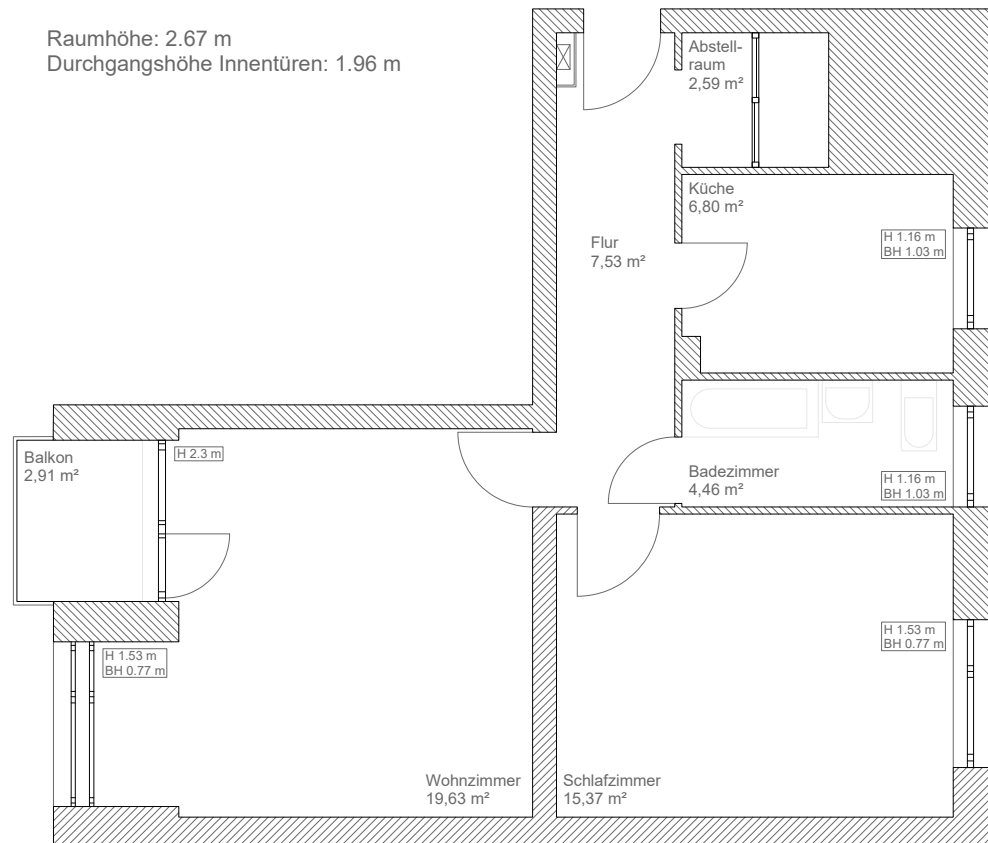 Raumhöhe: 2.67 m
Durchgangshöhe Innentüren: 1.96 m
Abstell-
raum
2,59 m²
Küche
6,80 m²
H 1.16 m
BH 1.03 m
Flur
7,53 m²
Balkon
2,91 m²
H 2.3 m
Badezimmer
4,46 m²
H 1.16 m
BH 1.03 m
H 1.53 m
BH 0.77 m
H 1.53 m
BH 0.77 m
Wohnzimmer
19,63 m²
Schlafzimmer
15,37 m²